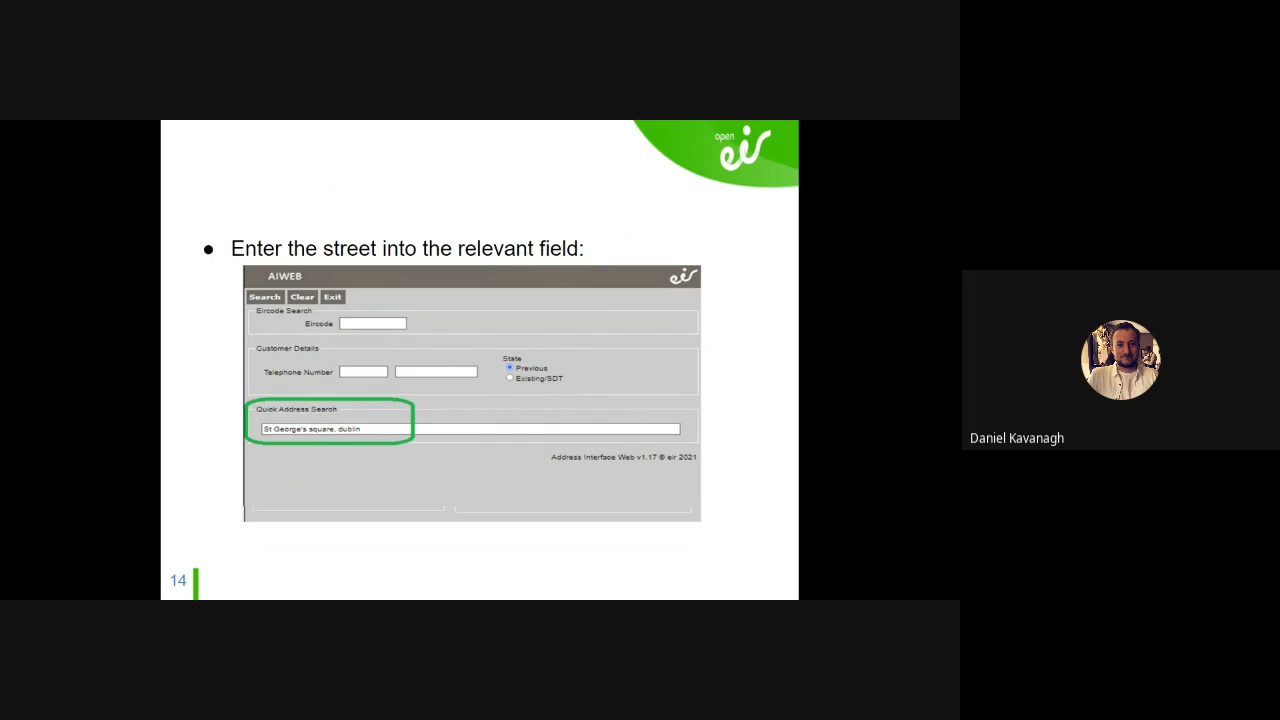 open
eir
● Enter the street into the relevant field:
AIWEB
eir
Search Clear Exit
Eircode Search
Eircode
Customer Details
State
Telephone Number
Previous
Existing/SDT
Quick Address Search
St George's square, dublin
Address Interface Web v1.17 ® eir 2021
14
Daniel Kavanagh